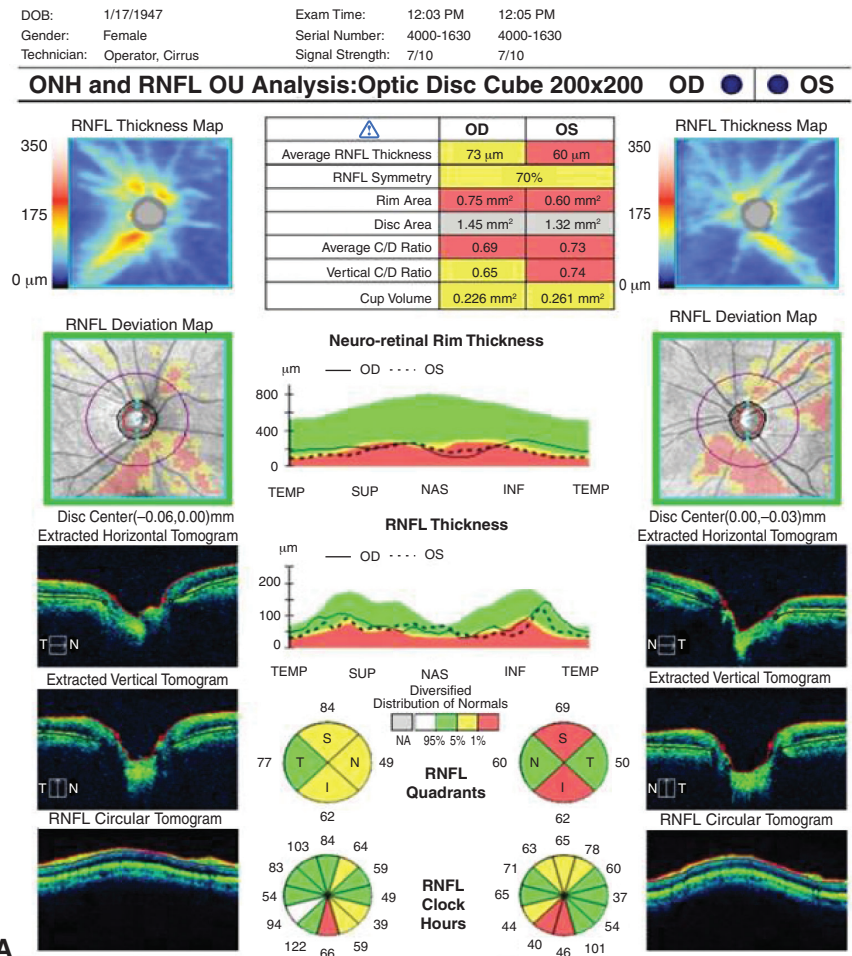 DOB: 1/17/1947 Exam Time: 12:03 PM 12:05 PM
Gender: Female Serial Number: 4000-1630 4000-1630
Technician: Operator, Cirrus Signal Strength: 7/10 7/10
ONH and RNFL OU Analysis:Optic Disc Cube 200x200 OD OS
RNFL Thickness Map
350
175
0 μm
OD OS
Average RNFL Thickness 73 μm 60 μm
RNFL Symmetry 70%
Rim Area 0.75 mm² 0.60 mm²
Disc Area 1.45 mm² 1.32 mm²
Average C/D Ratio 0.69 0.73
Vertical C/D Ratio 0.65 0.74
Cup Volume 0.226 mm² 0.261 mm²
RNFL Thickness Map
350
175
0 μm
RNFL Deviation Map
Disc Center(–0.06,0.00)mm
Neuro-retinal Rim Thickness
μm OD OS
800
400
0
TEMP SUP NAS INF TEMP
RNFL Deviation Map
Disc Center(0.00,–0.03)mm
Extracted Horizontal Tomogram
T N
RNFL Thickness
μm OD OS
200
100
0
TEMP SUP NAS INF TEMP
Extracted Horizontal Tomogram
N T
Extracted Vertical Tomogram
T N
Diversified
Distribution of Normals
NA 95% 5% 1%
84
S
77 T N 49
I
62
RNFL
Quadrants
69
S
60 N T 50
I
62
Extracted Vertical Tomogram
N T
RNFL Circular Tomogram
103 84 64
83 59
54 49
94 39
122 66 59
RNFL
Clock
Hours
63 65 78
71 60
65 37
44 54
40 46 101
RNFL Circular Tomogram
A